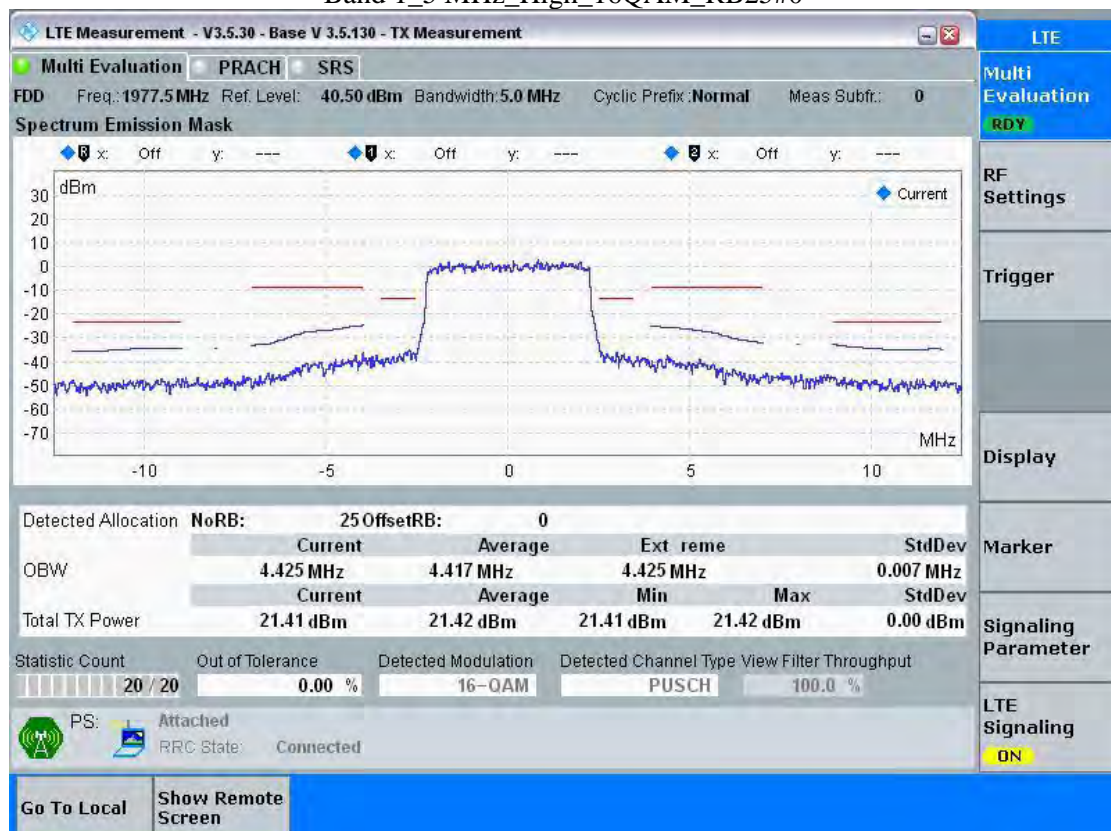 Band 1_5 MHz_High_16QAM_RB25#0
LTE Measurement - V3.5.30 - Base V 3.5.130 - TX Measurement
LTE
Multi Evaluation PRACH SRS
Multi
Evaluation
RDY
FDD Freq.: 1977.5 MHz Ref. Level: 40.50 dBm Bandwidth: 5.0 MHz Cyclic Prefix: Normal Meas Subfr.: 0
Spectrum Emission Mask
R x: Off y: --- 1 x: Off y: --- 2 x: Off y: ---
dBm
Current
30
20
10
0
-10
-20
-30
-40
-50
-60
-70
MHz
-10 -5 0 5 10
RF
Settings
Trigger
Display
Marker
Signaling
Parameter
LTE
Signaling
ON
Detected Allocation NoRB: 25 OffsetRB: 0
Current Average Ext reme StdDev
OBW 4.425 MHz 4.417 MHz 4.425 MHz 0.007 MHz
Current Average Min Max StdDev
Total TX Power 21.41 dBm 21.42 dBm 21.41 dBm 21.42 dBm 0.00 dBm
Statistic Count Out of Tolerance Detected Modulation Detected Channel Type View Filter Throughput
20 / 20 0.00 % 16-QAM PUSCH 100.0 %
PS: Attached
RRC State: Connected
Go To Local
Show Remote
Screen